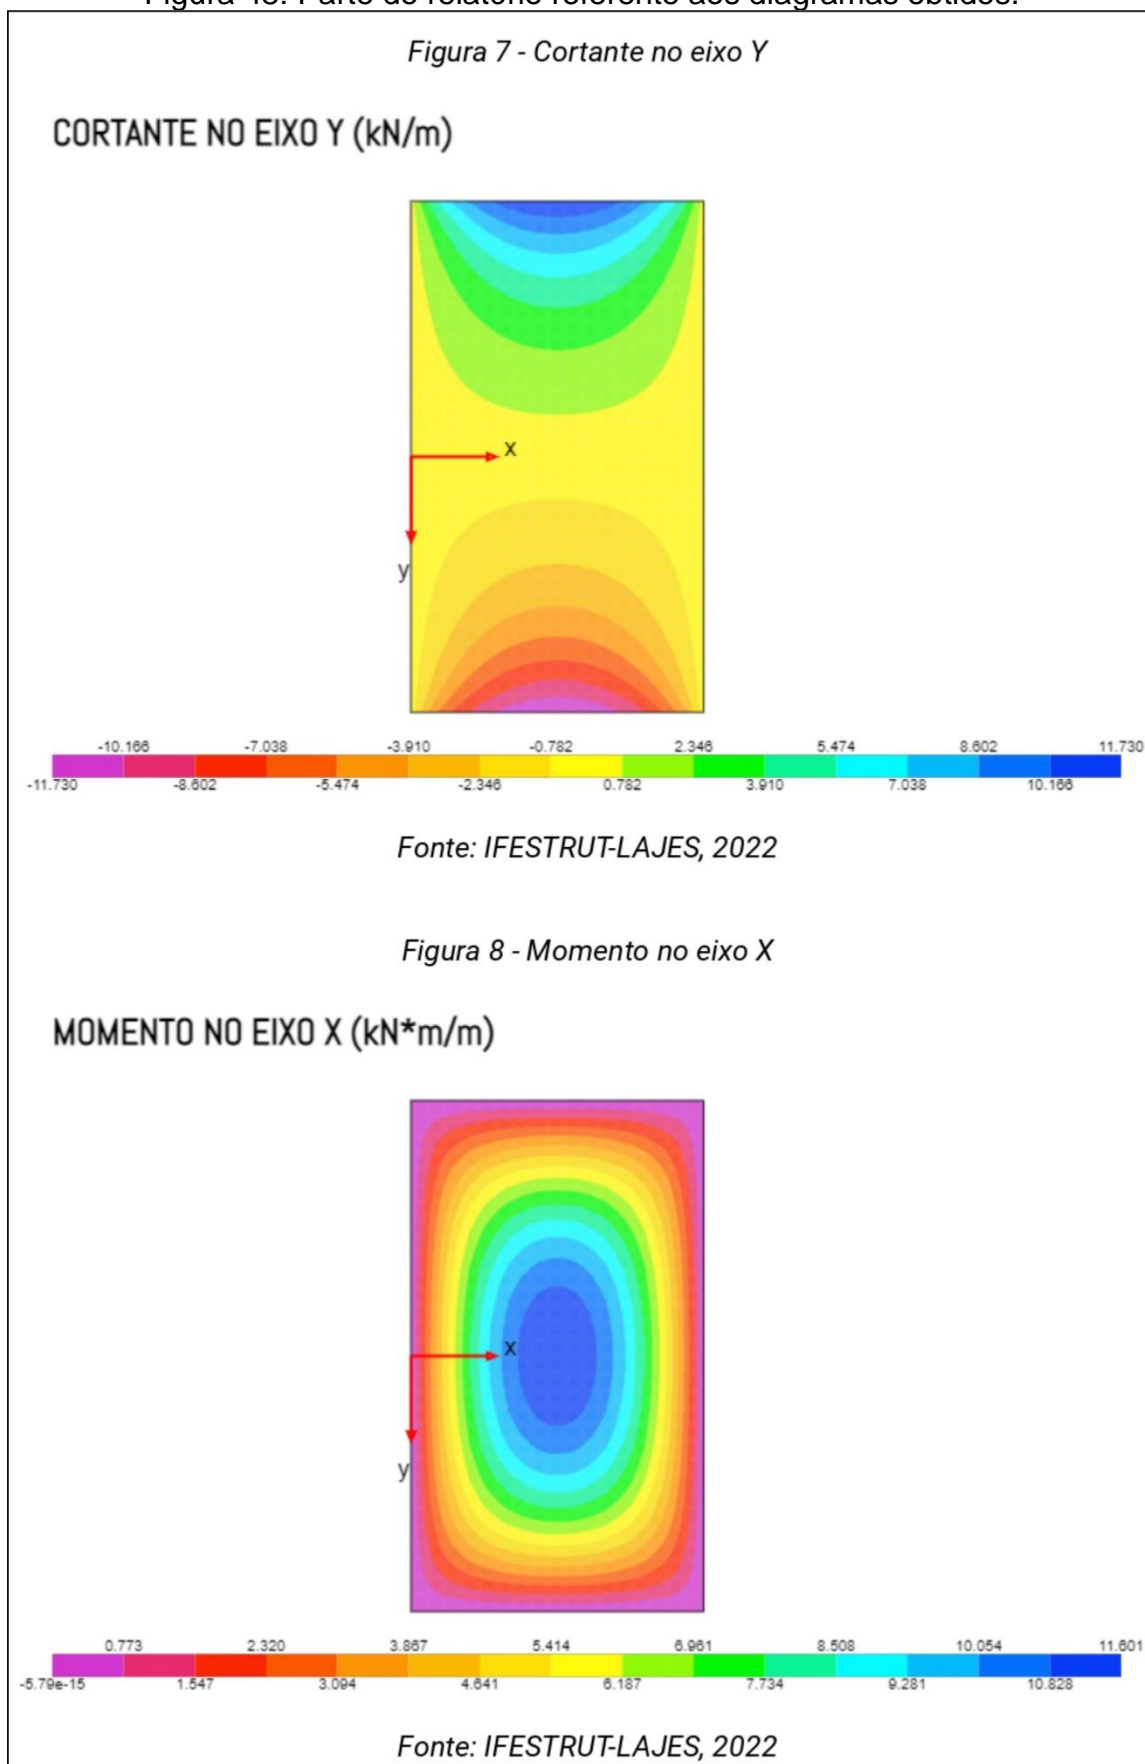 Figura 7 - Cortante no eixo Y
CORTANTE NO EIXO Y (kN/m)
x
y
-10.166 -7.038 -3.910 -0.782 2.346 5.474 8.602 11.730
-11.730 -8.602 -5.474 -2.346 0.782 3.910 7.038 10.166
Fonte: IFESTRUT-LAJES, 2022
Figura 8 - Momento no eixo X
MOMENTO NO EIXO X (kN*m/m)
x
y
0.773 2.320 3.867 5.414 6.961 8.508 10.054 11.601
-5.79e-15 1.547 3.094 4.641 6.187 7.734 9.281 10.828
Fonte: IFESTRUT-LAJES, 2022